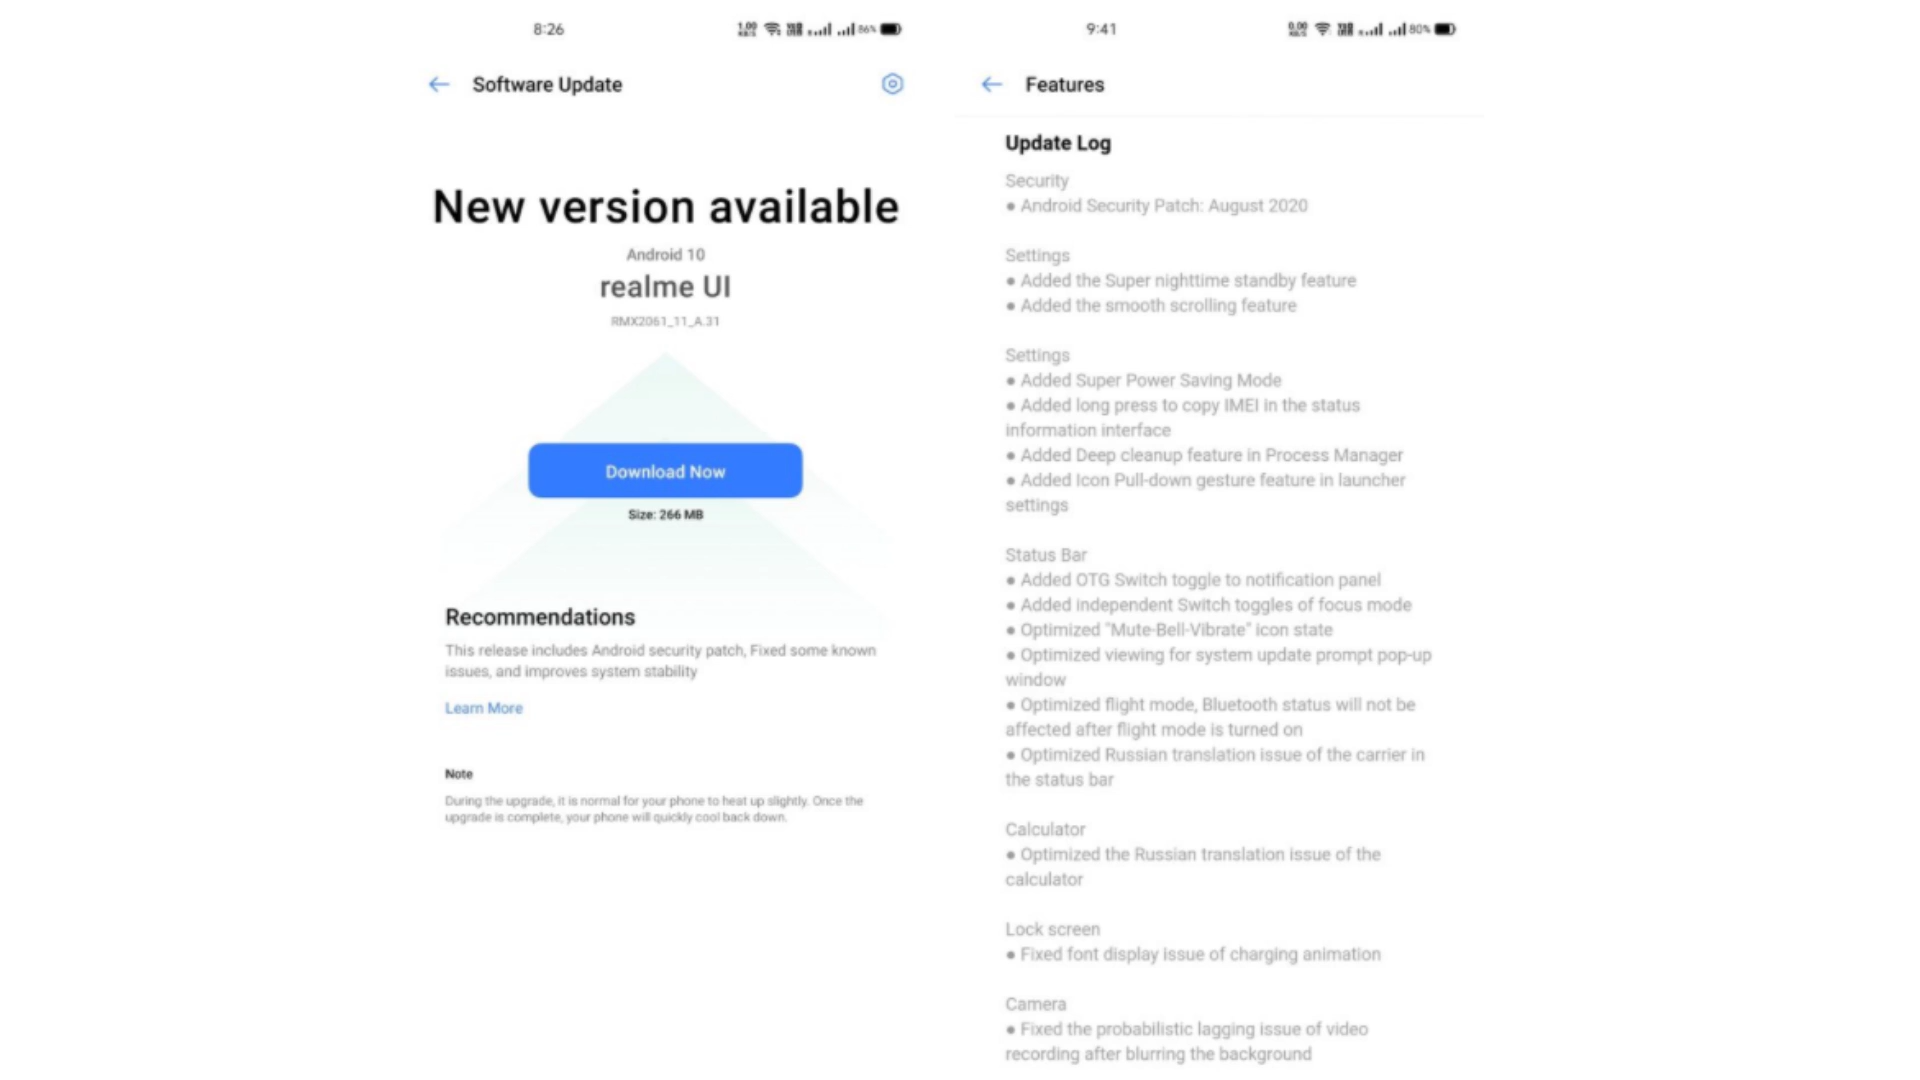 8:26
1.00 KB/S 86%
Software Update
New version available
Android 10
realme UI
RMX2061_11_A.31
Download Now
Size: 266 MB
Recommendations
This release includes Android security patch, Fixed some known
issues, and improves system stability
Learn More
Note
During the upgrade, it is normal for your phone to heat up slightly. Once the
upgrade is complete, your phone will quickly cool back down.
9:41
0.00 KB/S 80%
Features
Update Log
Security
● Android Security Patch: August 2020
Settings
● Added the Super nighttime standby feature
● Added the smooth scrolling feature
Settings
● Added Super Power Saving Mode
● Added long press to copy IMEI in the status
information interface
● Added Deep cleanup feature in Process Manager
● Added Icon Pull-down gesture feature in launcher
settings
Status Bar
● Added OTG Switch toggle to notification panel
● Added independent Switch toggles of focus mode
● Optimized "Mute-Bell-Vibrate" icon state
● Optimized viewing for system update prompt pop-up
window
● Optimized flight mode, Bluetooth status will not be
affected after flight mode is turned on
● Optimized Russian translation issue of the carrier in
the status bar
Calculator
● Optimized the Russian translation issue of the
calculator
Lock screen
● Fixed font display issue of charging animation
Camera
● Fixed the probabilistic lagging issue of video
recording after blurring the background